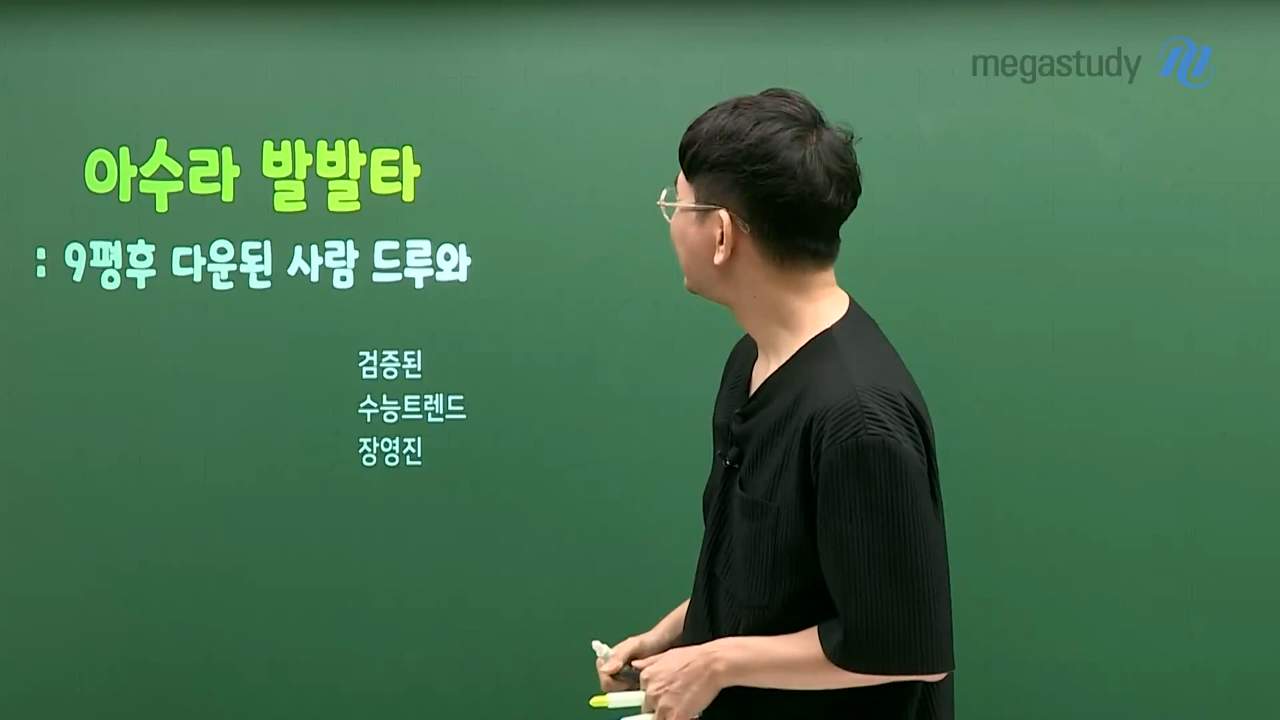 megastudy
아수라 발발타
: 9평후 다운된 사람 드루와
검증된
수능트렌드
장영진